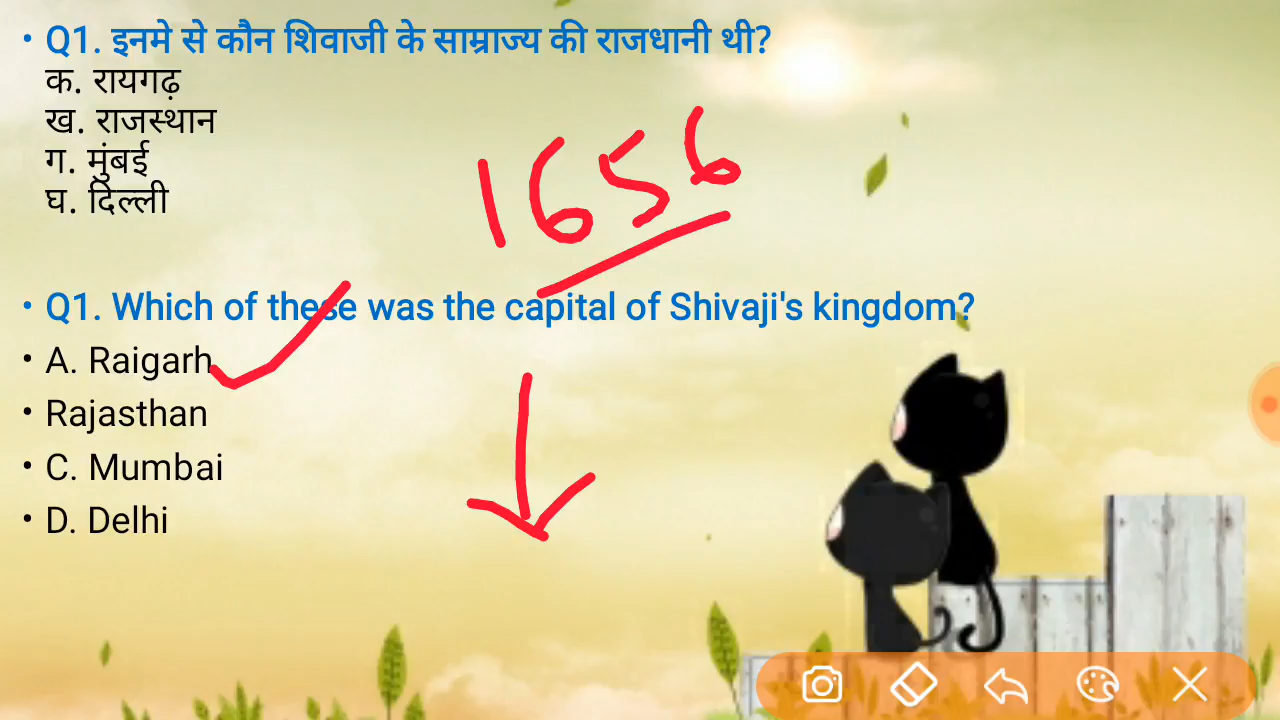 • Q1. इनमे से कौन शिवाजी के साम्राज्य की राजधानी थी?
क. रायगढ़
ख. राजस्थान
ग. मुंबई
घ. दिल्ली
1656
• Q1. Which of these was the capital of Shivaji's kingdom?
• A. Raigarh
• Rajasthan
• C. Mumbai
• D. Delhi